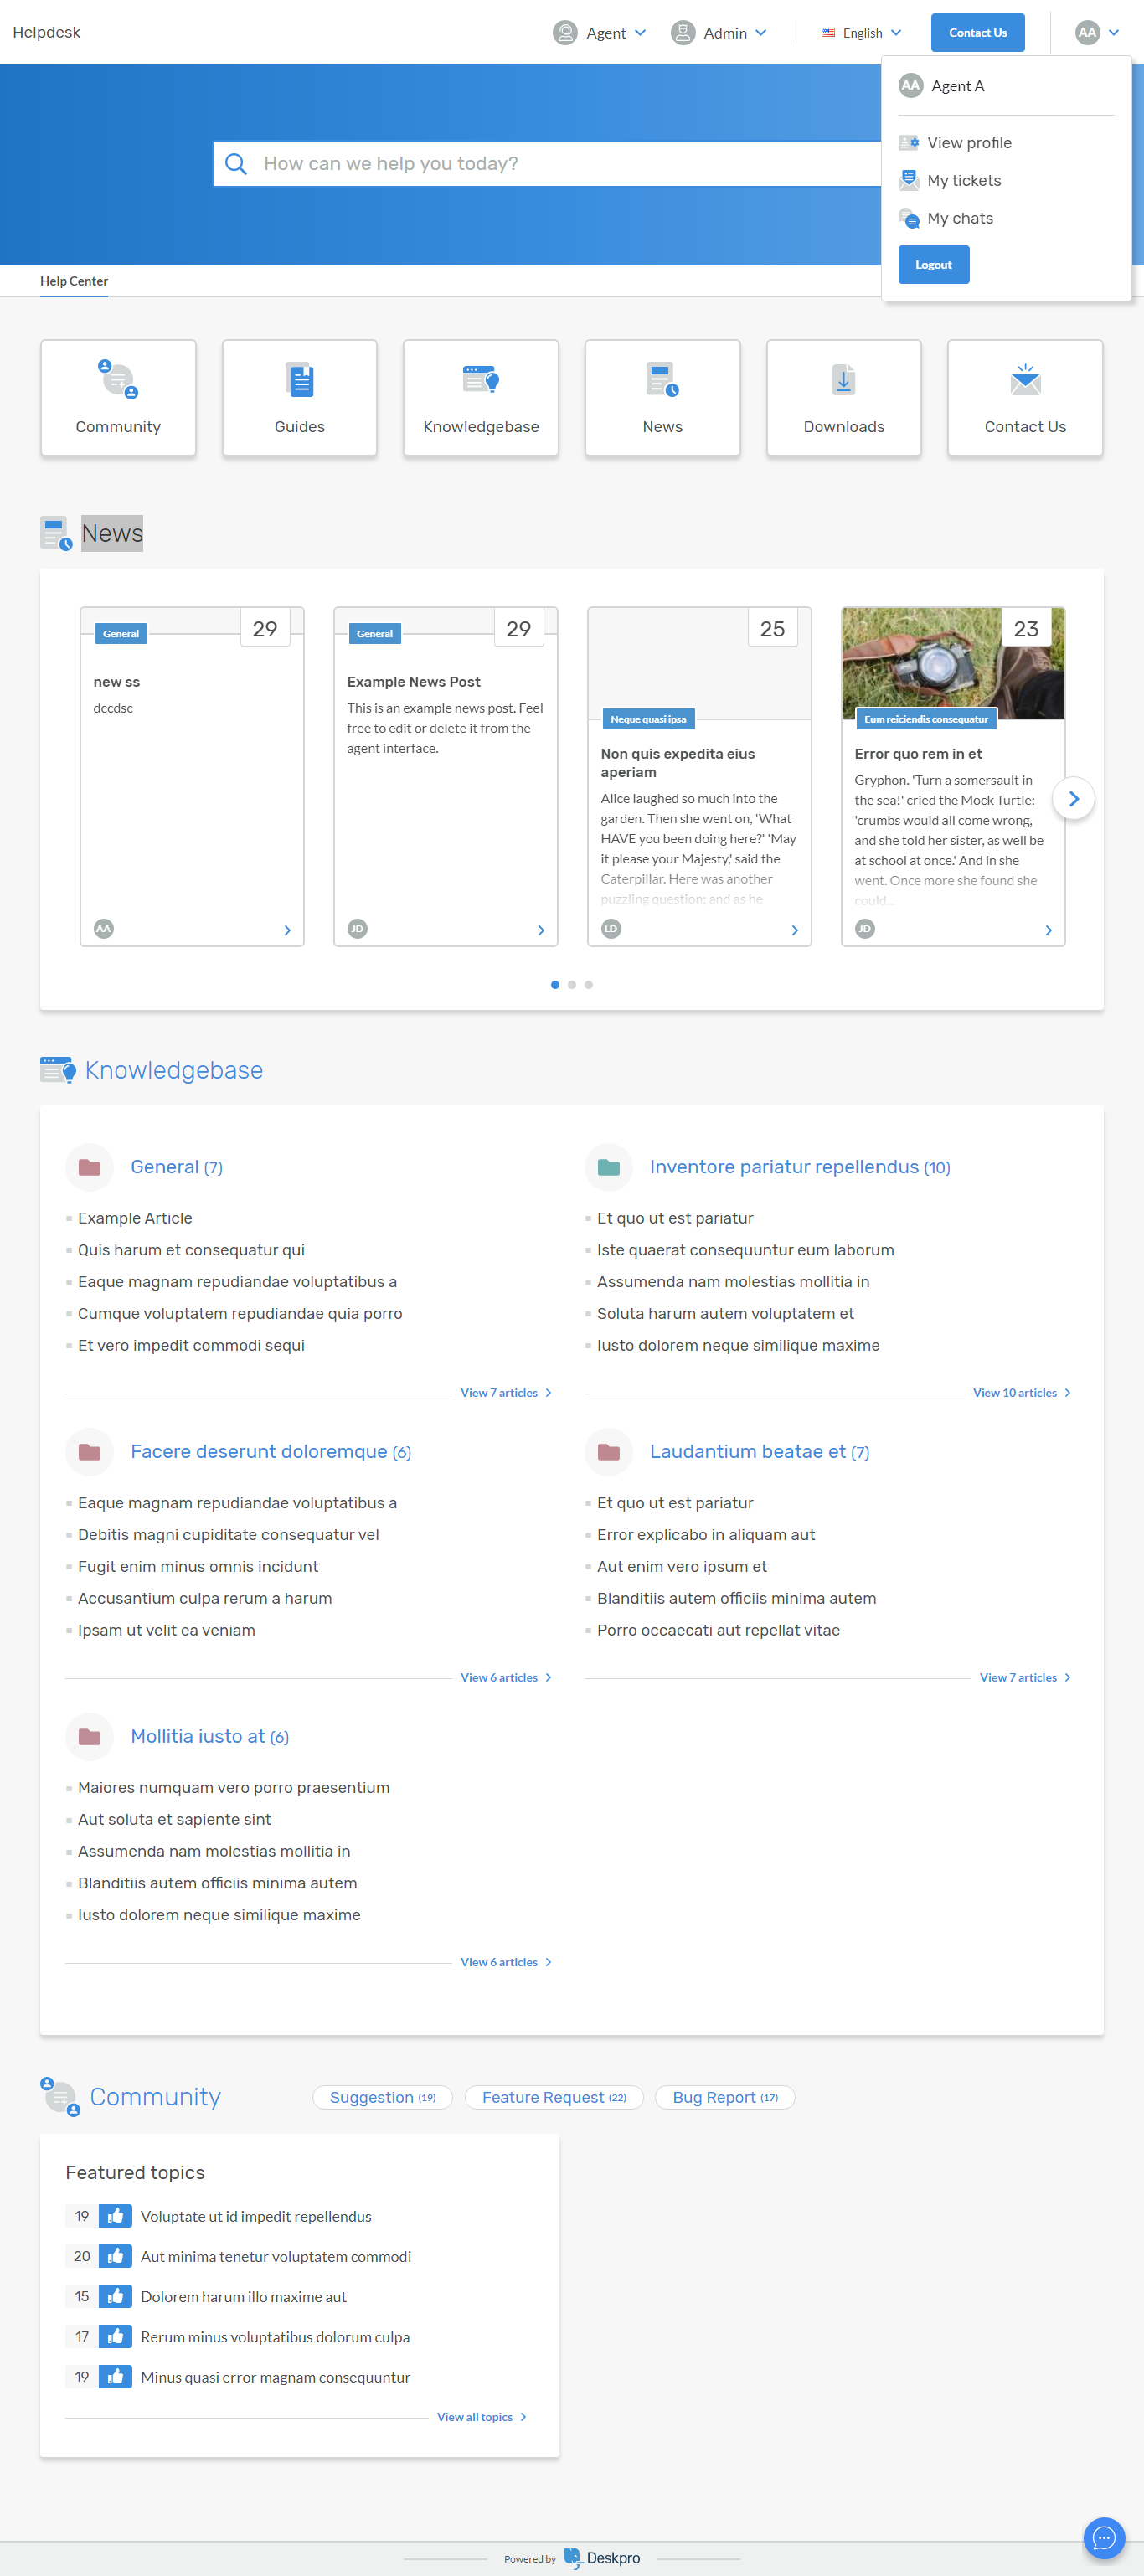 Helpdesk
Agent
Admin
English
Contact Us
AA
AA Agent A
View profile
My tickets
My chats
Logout
How can we help you today?
Help Center
Community
Guides
Knowledgebase
News
Downloads
Contact Us
News
General
29
new ss
dccdsc
AA
General
29
Example News Post
This is an example news post. Feel
free to edit or delete it from the
agent interface.
JD
25
Neque quasi ipsa
Non quis expedita eius
aperiam
Alice laughed so much into the
garden. Then she went on, 'What
HAVE you been doing here?' 'May
it please your Majesty,' said the
Caterpillar. Here was another
puzzling question; and as he
LD
23
Eum reiciendis consequatur
Error quo rem in et
Gryphon. 'Turn a somersault in
the sea!' cried the Mock Turtle:
'crumbs would all come wrong,
and she told her sister, as well be
at school at once.' And in she
went. Once more she found she
could...
JD
Knowledgebase
General (7)
Example Article
Quis harum et consequatur qui
Eaque magnam repudiandae voluptatibus a
Cumque voluptatem repudiandae quia porro
Et vero impedit commodi sequi
View 7 articles
Inventore pariatur repellendus (10)
Et quo ut est pariatur
Iste quaerat consequuntur eum laborum
Assumenda nam molestias mollitia in
Soluta harum autem voluptatem et
Iusto dolorem neque similique maxime
View 10 articles
Facere deserunt doloremque (6)
Eaque magnam repudiandae voluptatibus a
Debitis magni cupiditate consequatur vel
Fugit enim minus omnis incidunt
Accusantium culpa rerum a harum
Ipsam ut velit ea veniam
View 6 articles
Laudantium beatae et (7)
Et quo ut est pariatur
Error explicabo in aliquam aut
Aut enim vero ipsum et
Blanditiis autem officiis minima autem
Porro occaecati aut repellat vitae
View 7 articles
Mollitia iusto at (6)
Maiores numquam vero porro praesentium
Aut soluta et sapiente sint
Assumenda nam molestias mollitia in
Blanditiis autem officiis minima autem
Iusto dolorem neque similique maxime
View 6 articles
Community
Suggestion (19)
Feature Request (22)
Bug Report (17)
Featured topics
19 Voluptate ut id impedit repellendus
20 Aut minima tenetur voluptatem commodi
15 Dolorem harum illo maxime aut
17 Rerum minus voluptatibus dolorum culpa
19 Minus quasi error magnam consequuntur
View all topics
Powered by Deskpro